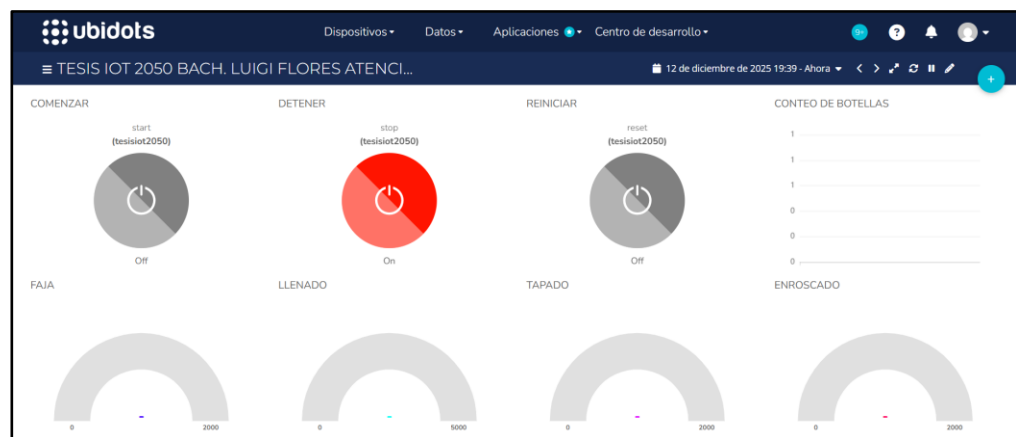 ubidots
Dispositivos Datos Aplicaciones Centro de desarrollo 9+ ?
TESIS IOT 2050 BACH. LUIGI FLORES ATENCI... 12 de diciembre de 2025 19:39 - Ahora
+
COMENZAR DETENER REINICIAR CONTEO DE BOTELLAS
start stop reset
(tesisiot2050) (tesisiot2050) (tesisiot2050)
1
1
1
0
0
0
Off On Off
FAJA LLENADO TAPADO ENROSCADO
- - - -
0 2000 0 5000 0 2000 0 2000